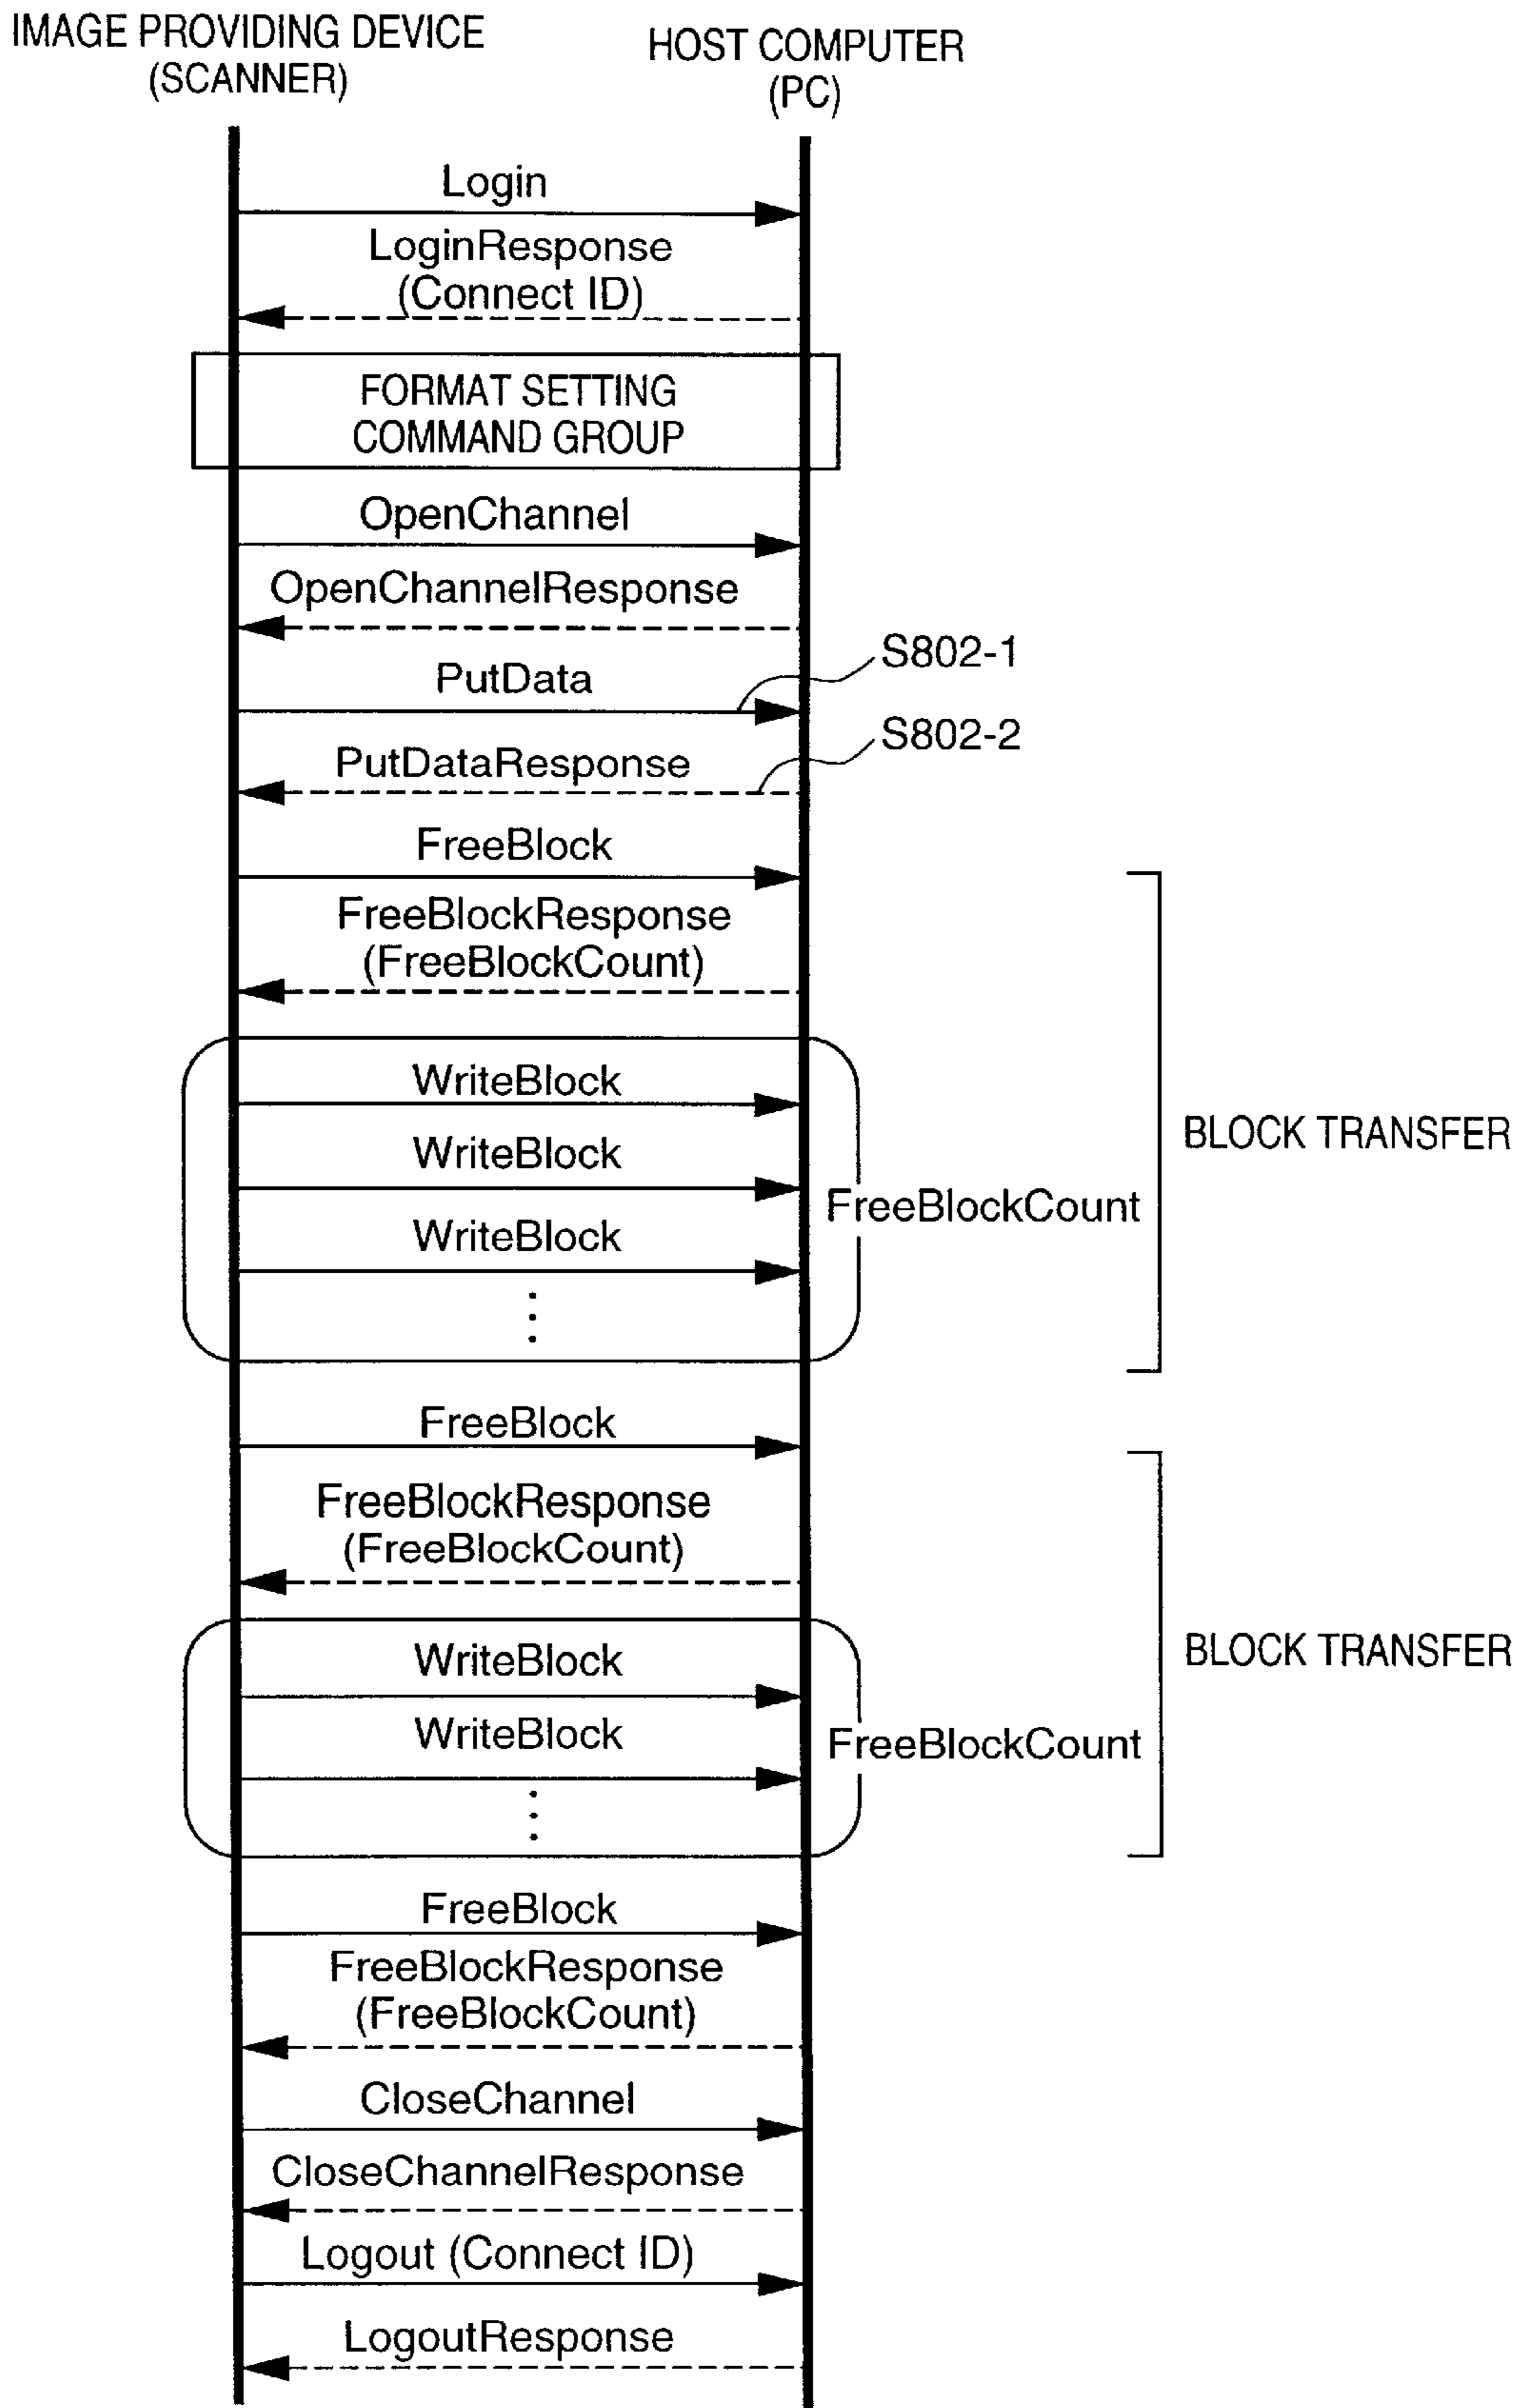 IMAGE PROVIDING DEVICE
(SCANNER)
HOST COMPUTER
(PC)
Login
LoginResponse
(Connect ID)
FORMAT SETTING
COMMAND GROUP
OpenChannel
OpenChannelResponse
S802-1
PutData
S802-2
PutDataResponse
FreeBlock
FreeBlockResponse
(FreeBlockCount)
WriteBlock
WriteBlock
WriteBlock
⋮
FreeBlockCount
BLOCK TRANSFER
FreeBlock
FreeBlockResponse
(FreeBlockCount)
WriteBlock
WriteBlock
⋮
FreeBlockCount
BLOCK TRANSFER
FreeBlock
FreeBlockResponse
(FreeBlockCount)
CloseChannel
CloseChannelResponse
Logout (Connect ID)
LogoutResponse